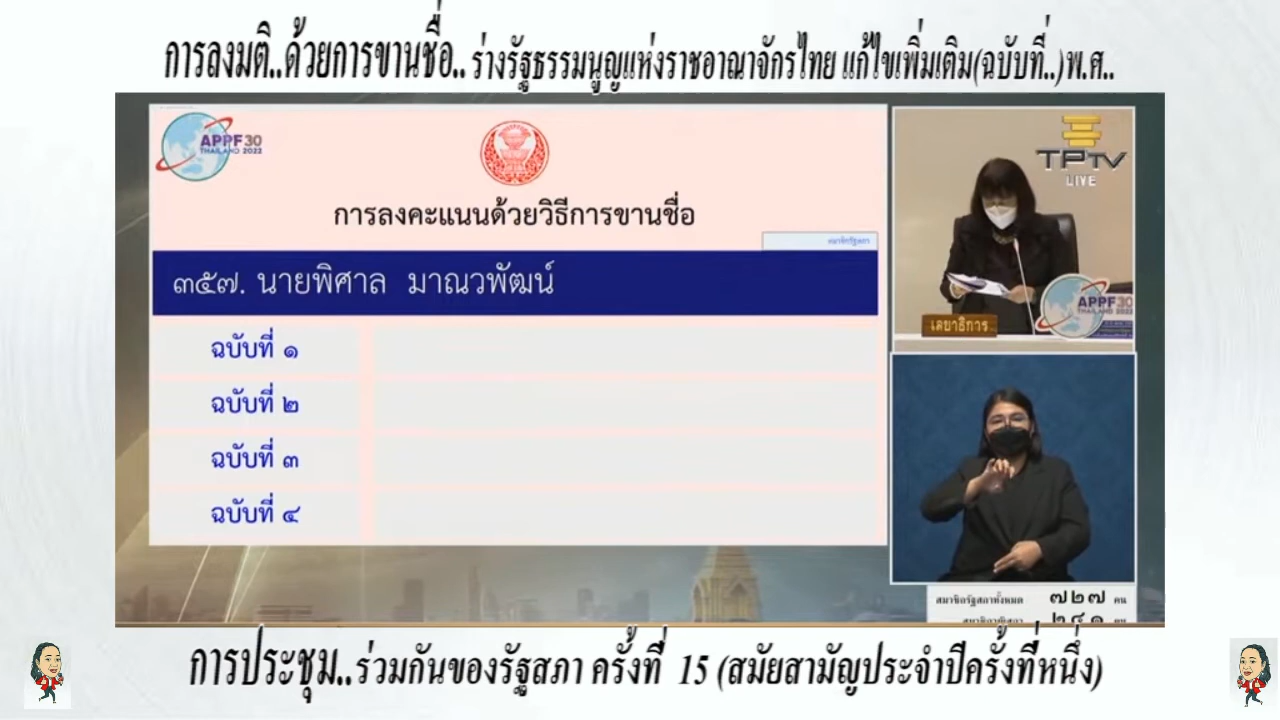 การลงมติ..ด้วยการขานชื่อ.. ร่างรัฐธรรมนูญแห่งราชอาณาจักรไทย แก้ไขเพิ่มเติม(ฉบับที่..)พ.ศ..
APPF30
THAILAND 2022
การลงคะแนนด้วยวิธีการขานชื่อ
สมาชิกรัฐสภา
๓๕๗. นายพิศาล มาณวพัฒน์
ฉบับที่ ๑
ฉบับที่ ๒
ฉบับที่ ๓
ฉบับที่ ๔
TPTV
LIVE
APPF30
THAILAND 2022
เลขาธิการ
สมาชิกรัฐสภาทั้งหมด ๗๒๗ คน
การประชุม..ร่วมกันของรัฐสภา ครั้งที่ 15 (สมัยสามัญประจำปีครั้งที่หนึ่ง)